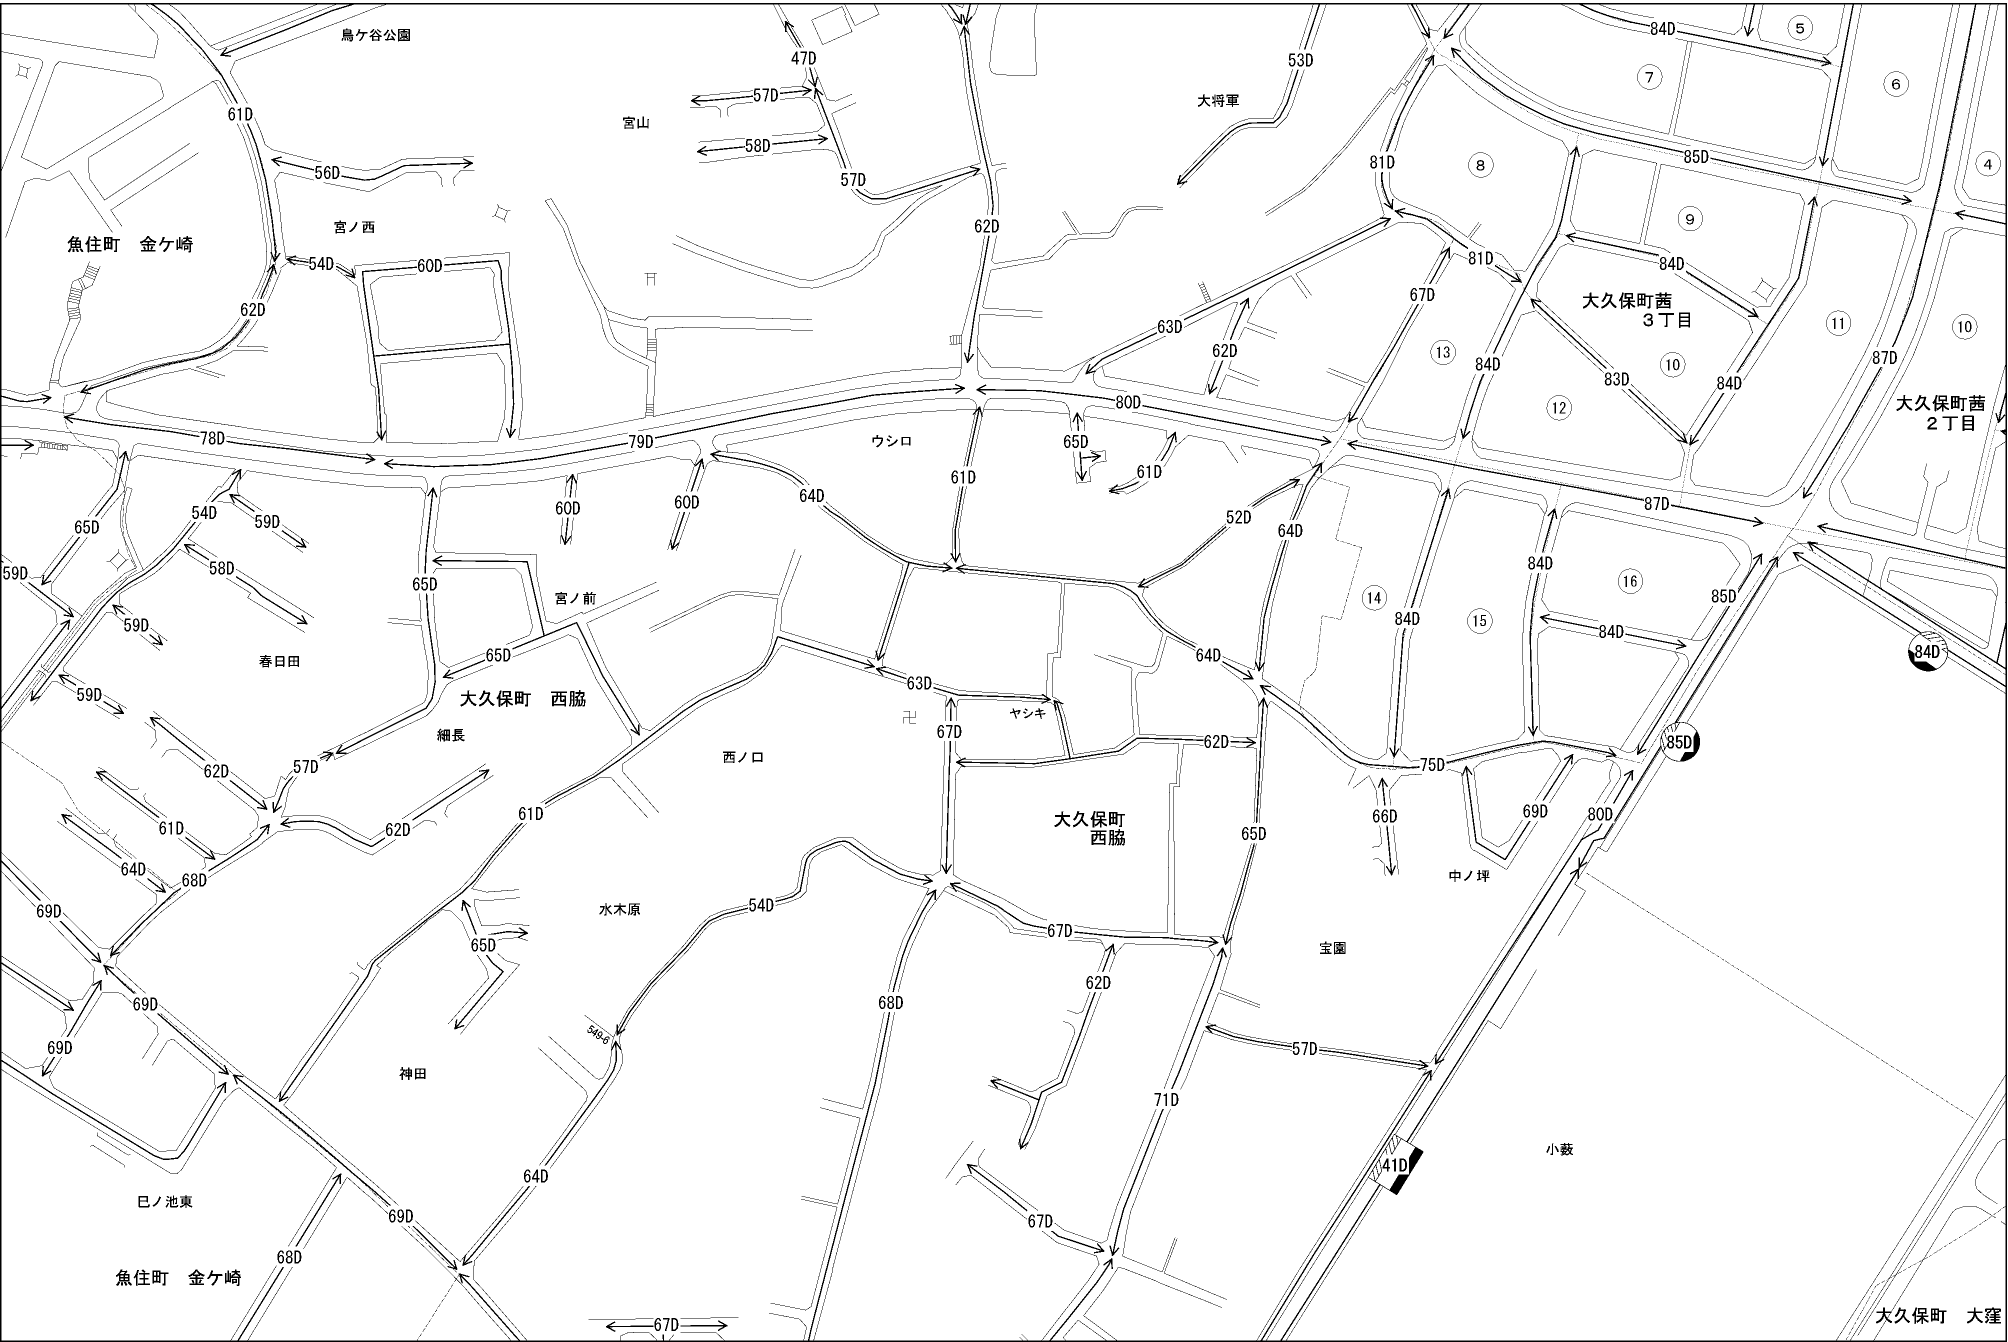 84D
⑤
鳥ケ谷公園
47D
53D
⑦
⑥
57D
大将軍
61D
宮山
58D
85D
81D
⑧
④
56D
57D
⑨
宮ノ西
62D
魚住町　金ケ崎
54D
60D
81D
84D
67D
大久保町茜
3丁目
62D
63D
⑪
⑩
62D
⑬
87D
84D
⑩
83D
84D
80D
⑫
大久保町茜
2丁目
78D
79D
ウシロ
65D
61D
61D
64D
60D
60D
87D
54D
59D
52D
65D
64D
84D
58D
59D
65D
宮ノ前
⑭
⑯
85D
59D
84D
⑮
84D
春日田
65D
64D
84D
59D
63D
大久保町　西脇
ヤシキ
細長
67D
62D
85D
西ノ口
75D
57D
62D
61D
62D
61D
大久保町
西脇
65D
66D
69D
80D
64D
68D
中ノ坪
69D
水木原
54D
67D
65D
宝園
62D
69D
68D
549-6
69D
57D
神田
71D
小薮
41D
64D
巳ノ池東
69D
67D
68D
魚住町　金ケ崎
大久保町　大窪
67D